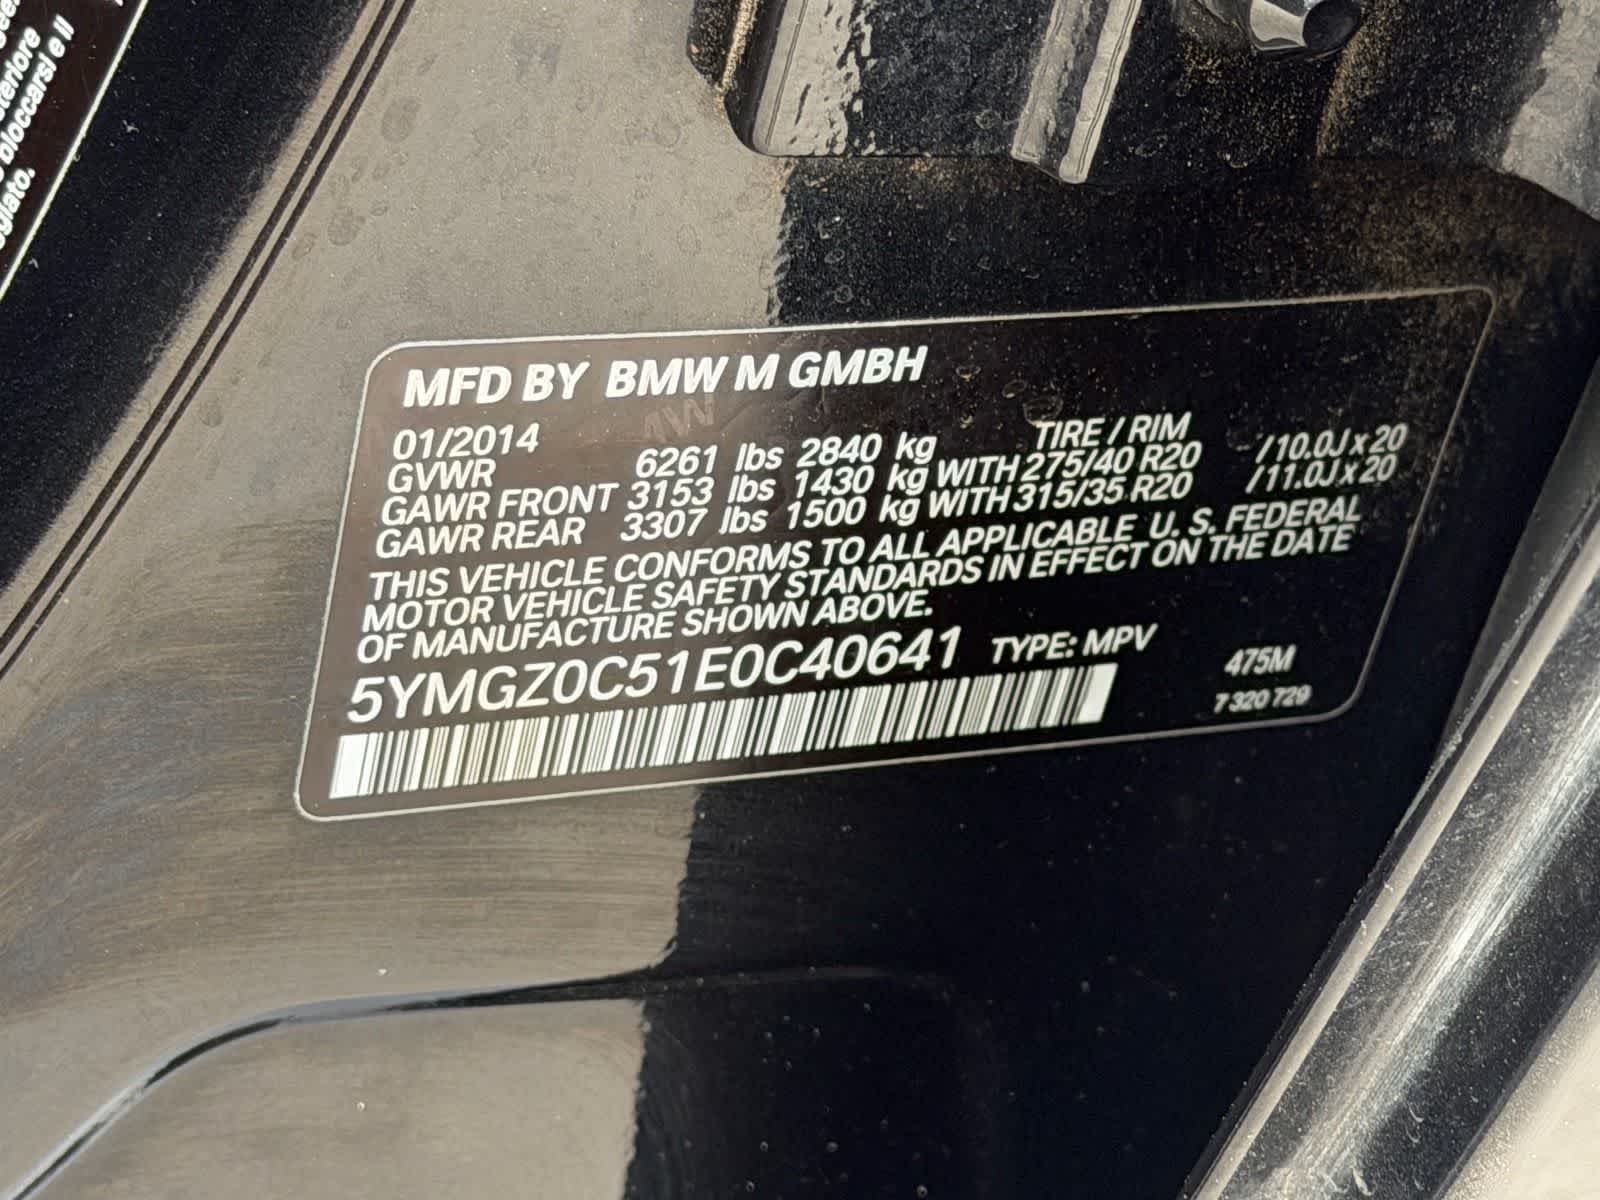 teriore
bloccarsi e il
MFD BY BMW M GMBH
01/2014 TIRE / RIM
GVWR 6261 lbs 2840 kg
GAWR FRONT 3153 lbs 1430 kg WITH 275/40 R20 /10.0J x 20
GAWR REAR 3307 lbs 1500 kg WITH 315/35 R20 /11.0J x 20
THIS VEHICLE CONFORMS TO ALL APPLICABLE U. S. FEDERAL
MOTOR VEHICLE SAFETY STANDARDS IN EFFECT ON THE DATE
OF MANUFACTURE SHOWN ABOVE.
5YMGZ0C51E0C40641 TYPE: MPV 475M
7 320 729